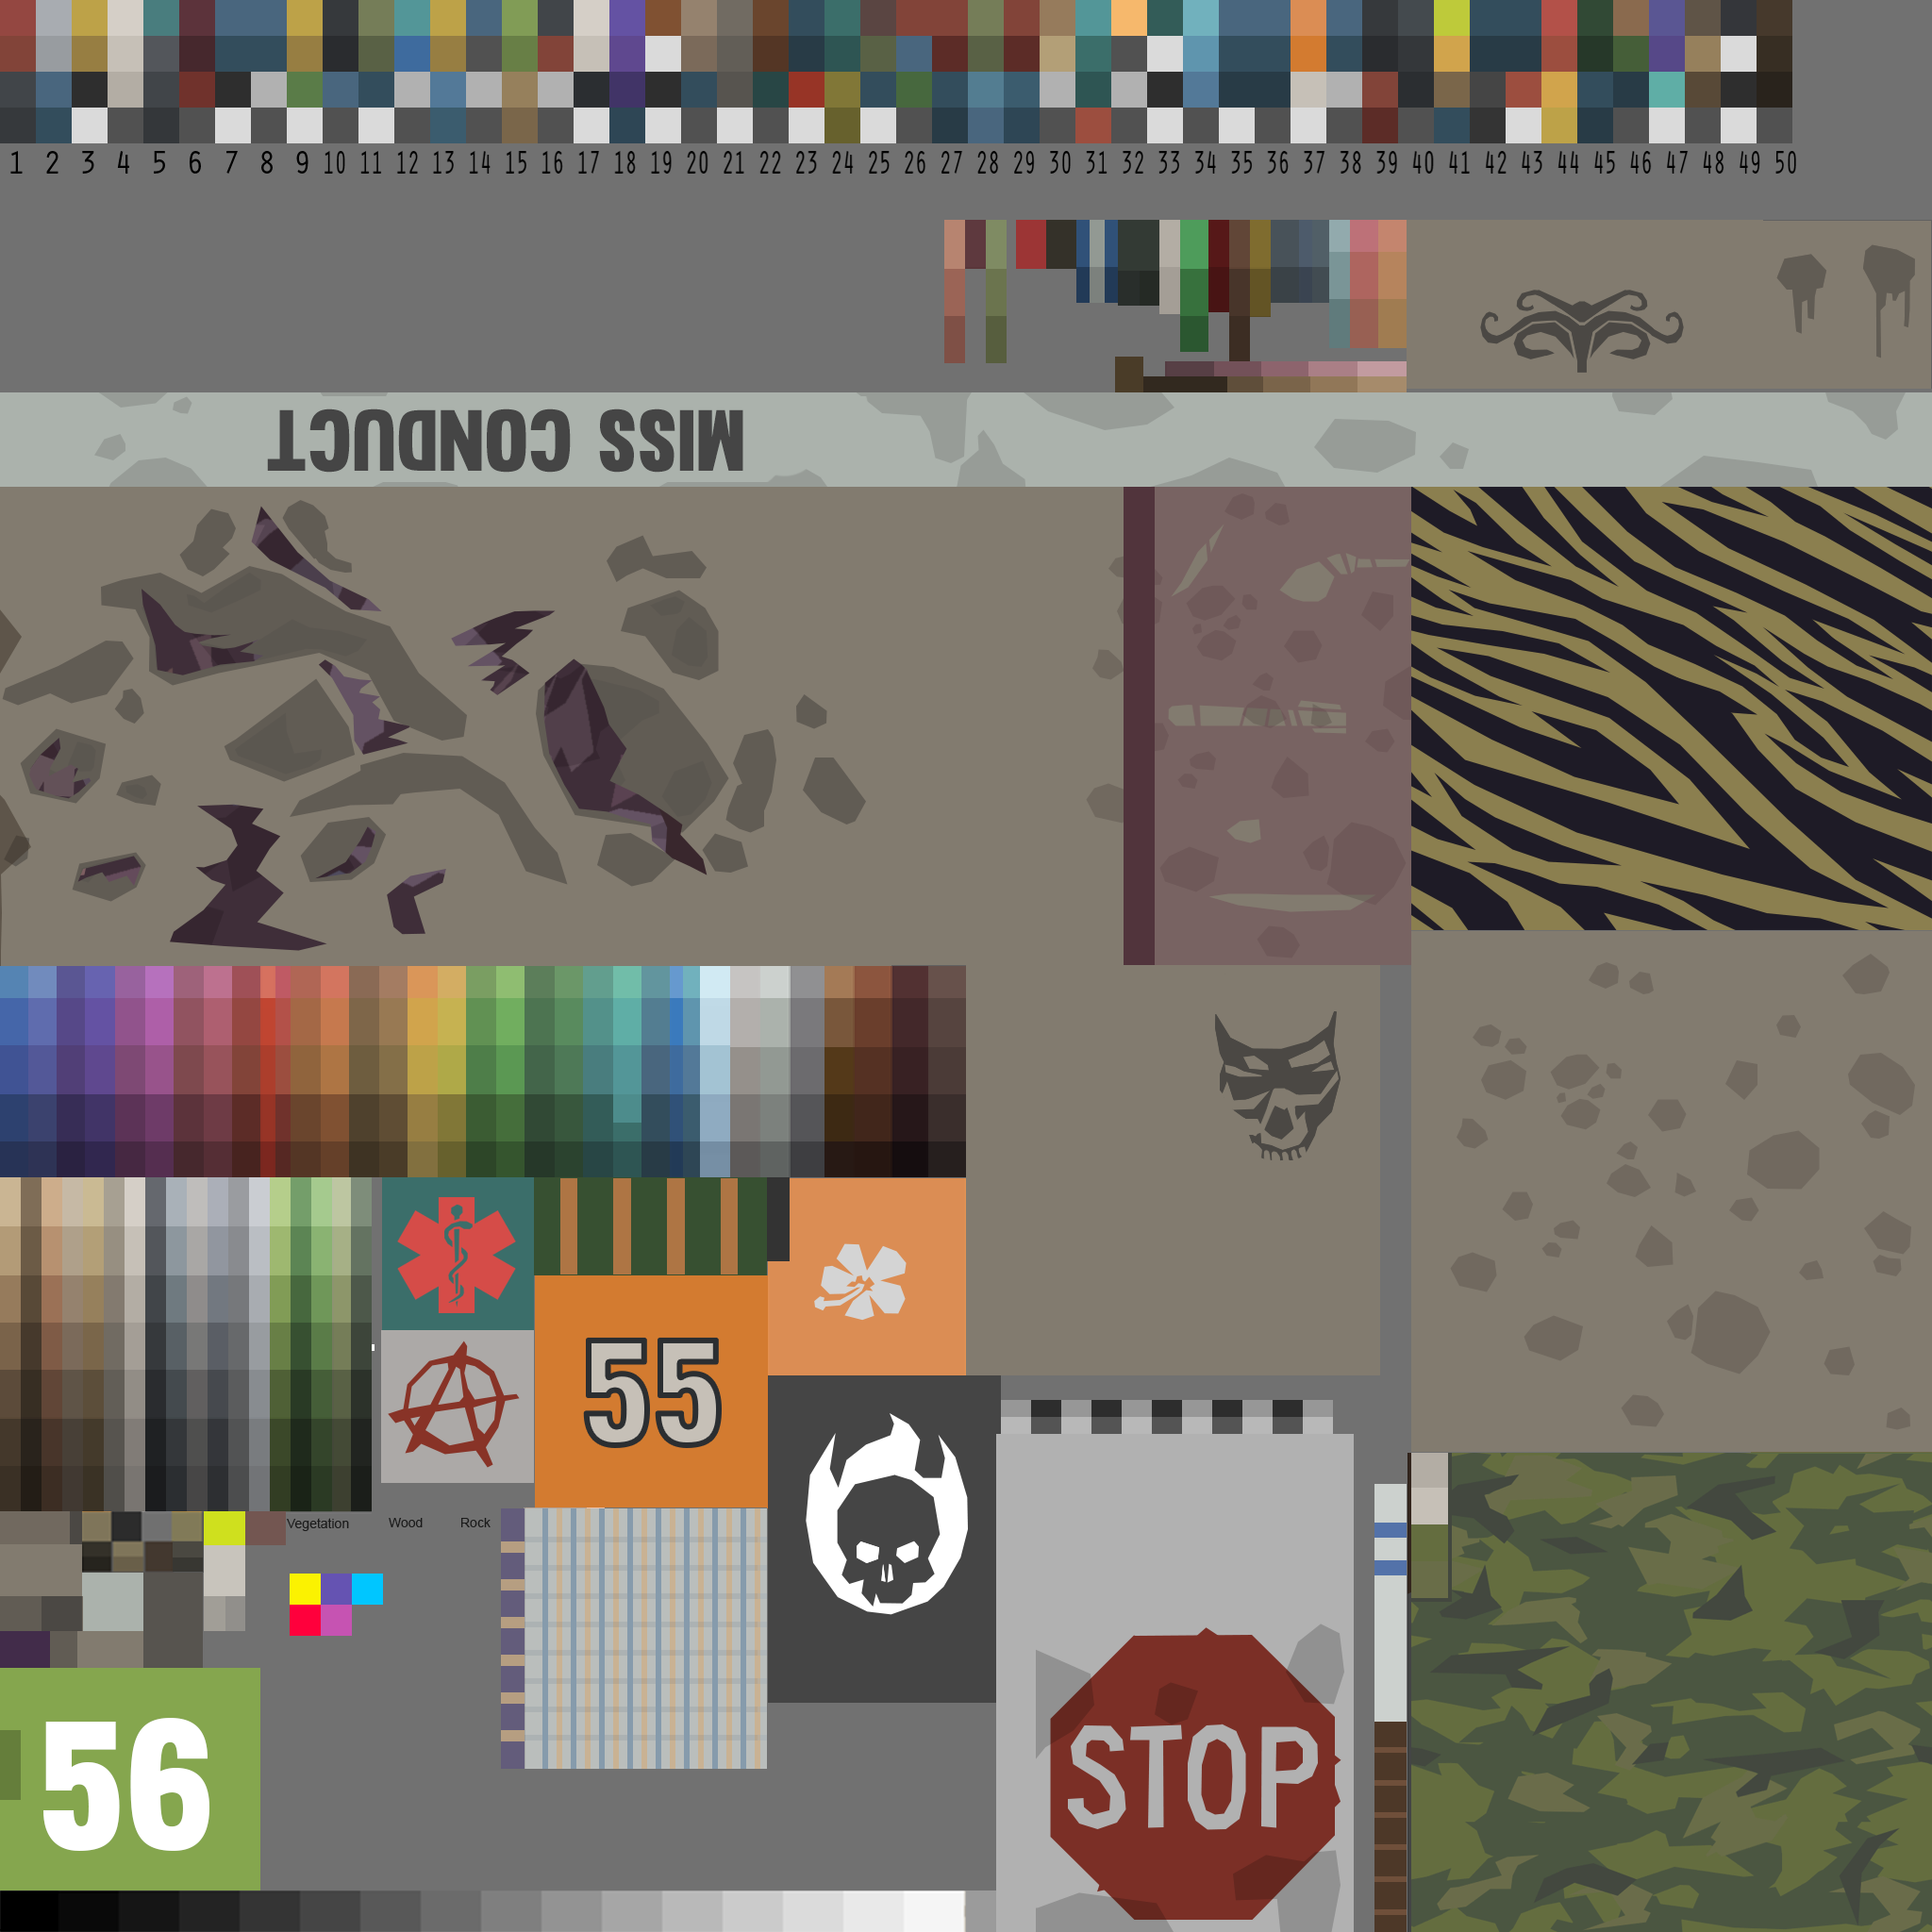 1 2 3 4 5 6 7 8 9 10 11 12 13 14 15 16 17 18 19 20 21 22 23 24 25 26 27 28 29 30 31 32 33 34 35 36 37 38 39 40 41 42 43 44 45 46 47 48 49 50
MISS CONDUCT
55
Vegetation Wood Rock
56
STOP